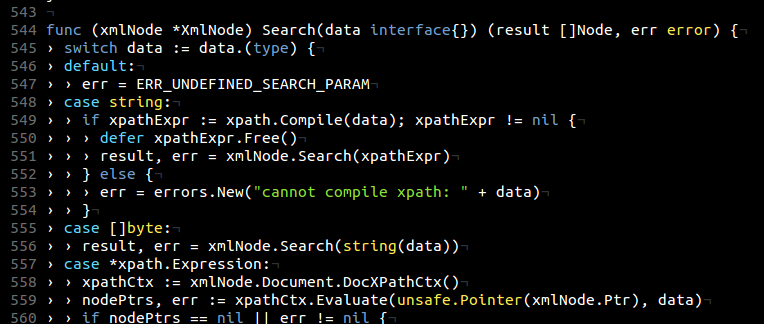 543 ¬
544 func (xmlNode *XmlNode) Search(data interface{}) (result []Node, err error) {¬
545 › switch data := data.(type) {¬
546 › default:¬
547 › › err = ERR_UNDEFINED_SEARCH_PARAM¬
548 › case string:¬
549 › › if xpathExpr := xpath.Compile(data); xpathExpr != nil {¬
550 › › › defer xpathExpr.Free()¬
551 › › › result, err = xmlNode.Search(xpathExpr)¬
552 › › } else {¬
553 › › › err = errors.New("cannot compile xpath: " + data)¬
554 › › }¬
555 › case []byte:¬
556 › › result, err = xmlNode.Search(string(data))¬
557 › case *xpath.Expression:¬
558 › › xpathCtx := xmlNode.Document.DocXPathCtx()¬
559 › › nodePtrs, err := xpathCtx.Evaluate(unsafe.Pointer(xmlNode.Ptr), data)¬
560 › › if nodePtrs == nil || err != nil {¬